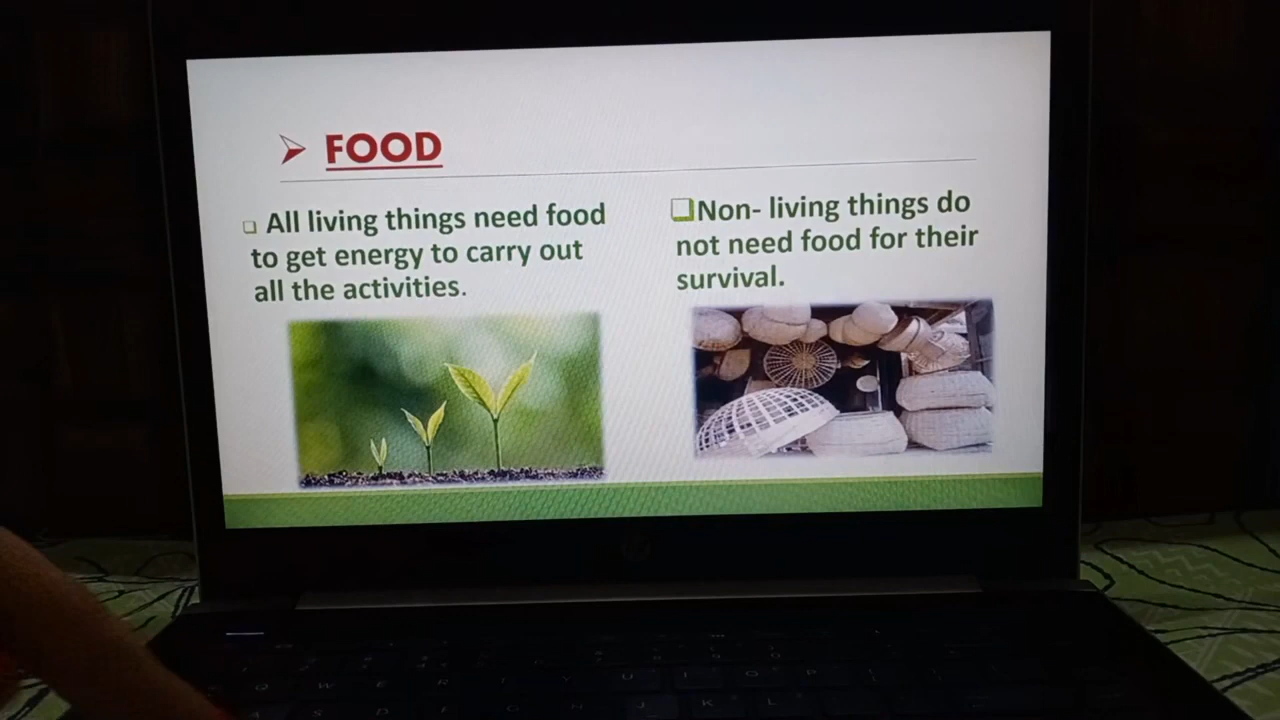 FOOD
All living things need food
to get energy to carry out
all the activities.
Non- living things do
not need food for their
survival.